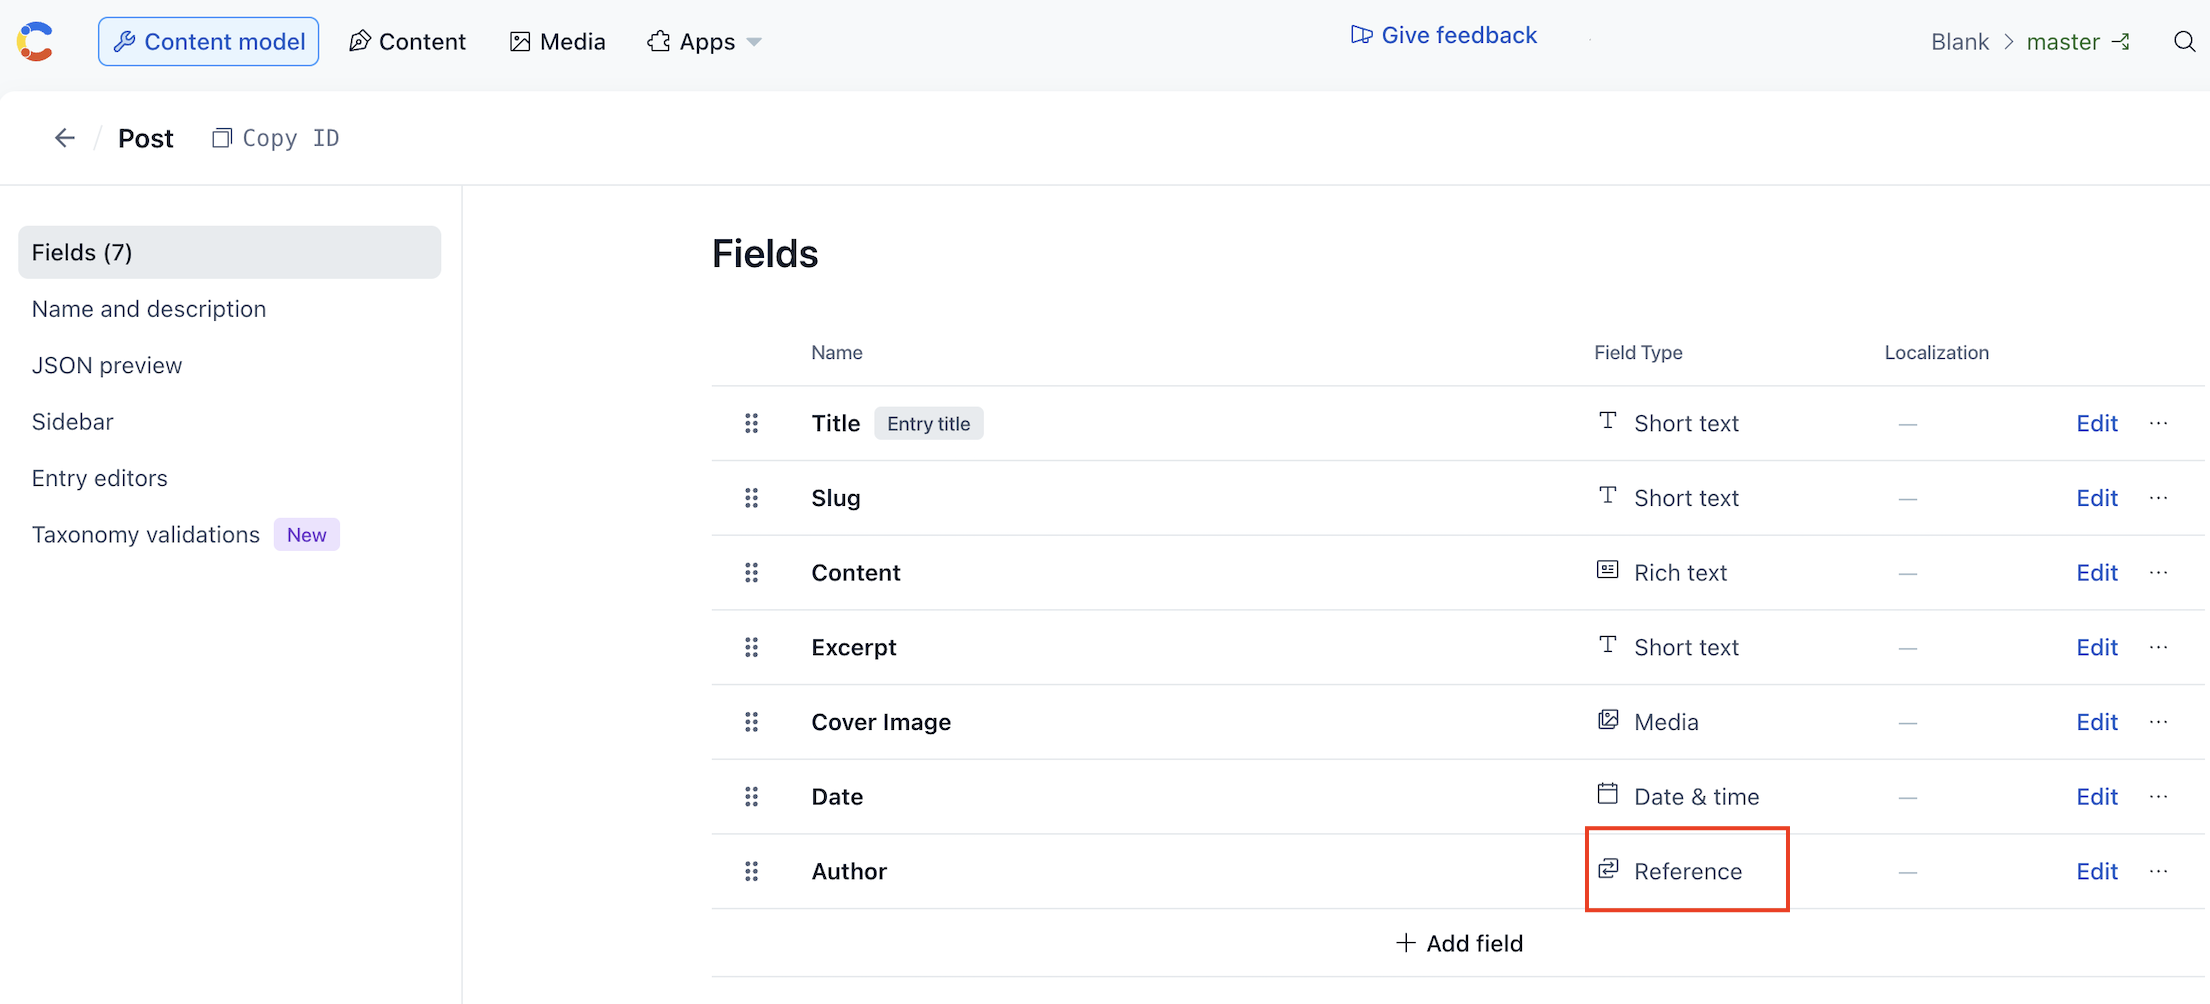 Content model Content Media Apps Give feedback Blank > master
Post Copy ID
Fields (7)
Name and description
JSON preview
Sidebar
Entry editors
Taxonomy validations New
Fields
Name Field Type Localization
Title Entry title Short text — Edit ...
Slug Short text — Edit ...
Content Rich text — Edit ...
Excerpt Short text — Edit ...
Cover Image Media — Edit ...
Date Date & time — Edit ...
Author Reference — Edit ...
+ Add field